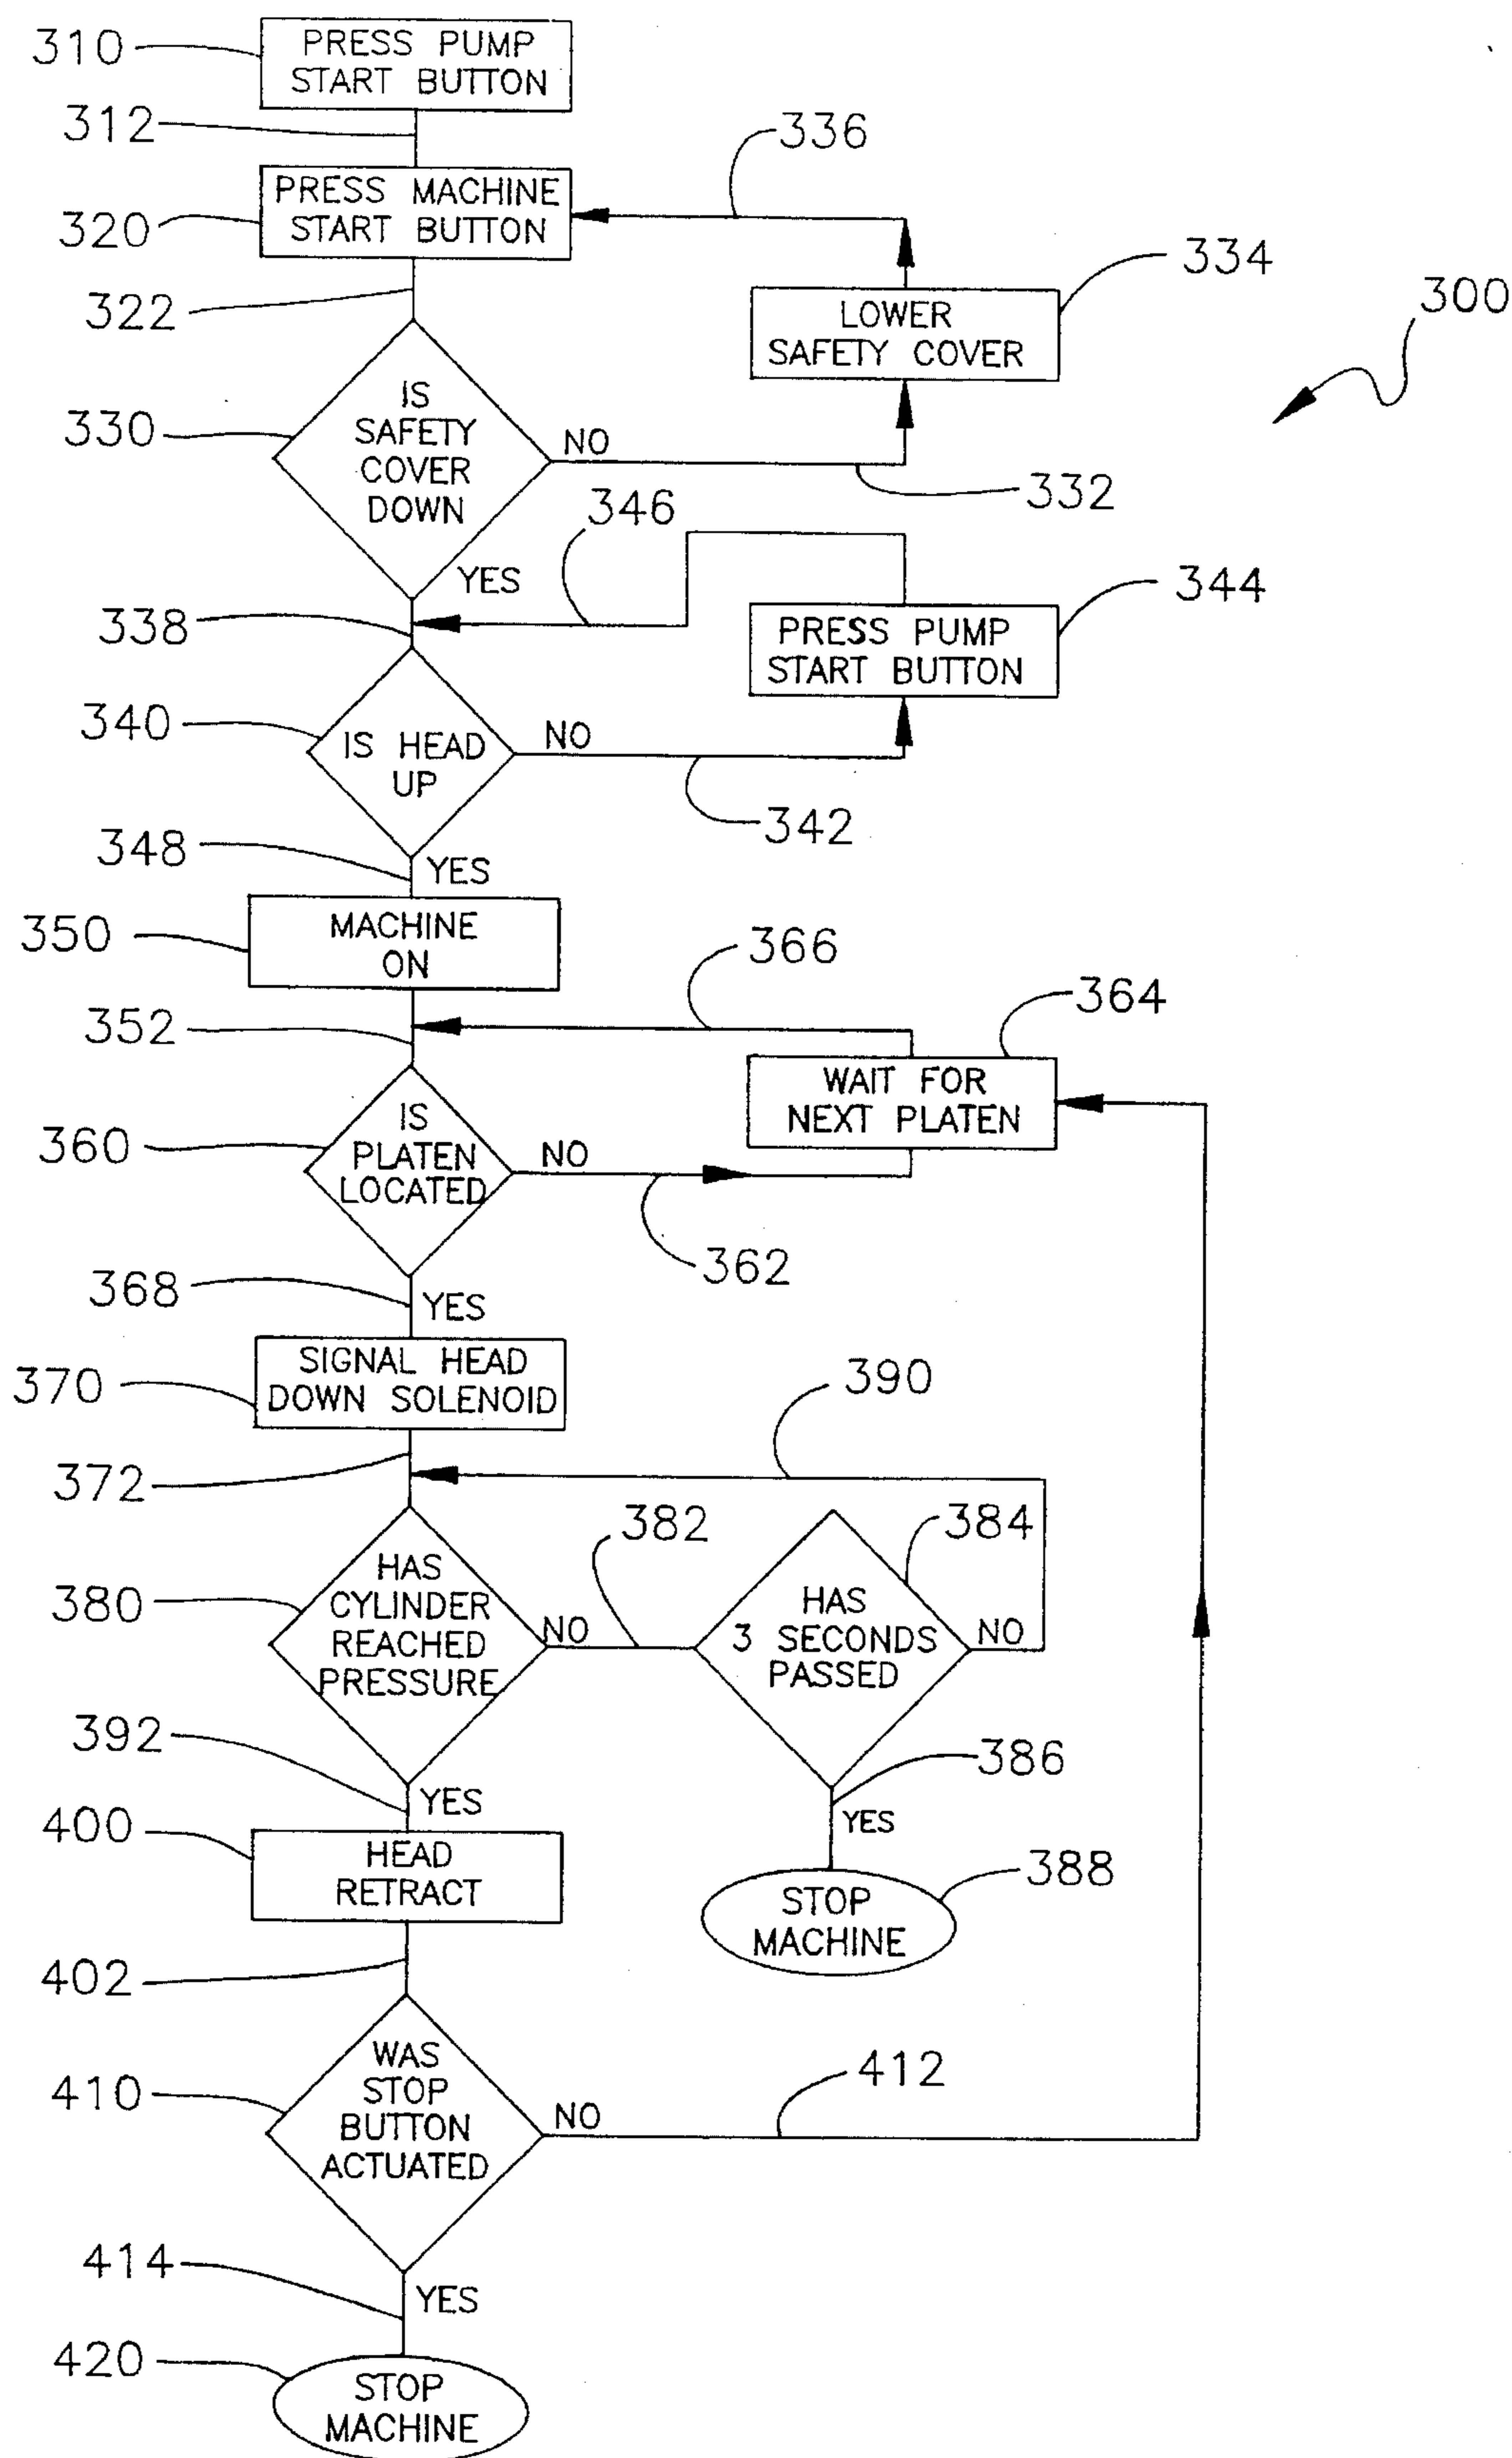 310
PRESS PUMP
START BUTTON
312
336
PRESS MACHINE
START BUTTON
320
334
322
LOWER
SAFETY COVER
300
IS
SAFETY
COVER
DOWN
330
NO
332
346
YES
338
344
PRESS PUMP
START BUTTON
340
IS HEAD
UP
NO
342
348
YES
350
MACHINE
ON
366
364
352
WAIT FOR
NEXT PLATEN
360
IS
PLATEN
LOCATED
NO
362
368
YES
370
SIGNAL HEAD
DOWN SOLENOID
390
372
382
384
380
HAS
CYLINDER
REACHED
PRESSURE
NO
HAS
3 SECONDS
PASSED
NO
392
386
YES
YES
400
HEAD
RETRACT
388
STOP
MACHINE
402
410
WAS
STOP
BUTTON
ACTUATED
NO
412
414
YES
420
STOP
MACHINE